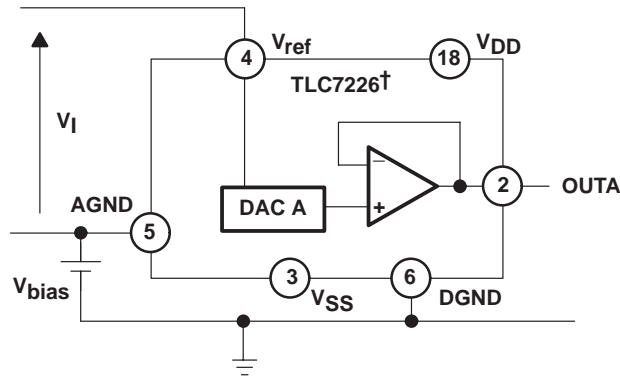 4
Vref
18
VDD
TLC7226†
VI
–
2
OUTA
AGND
5
DAC A
+
3
6
Vbias
VSS
DGND